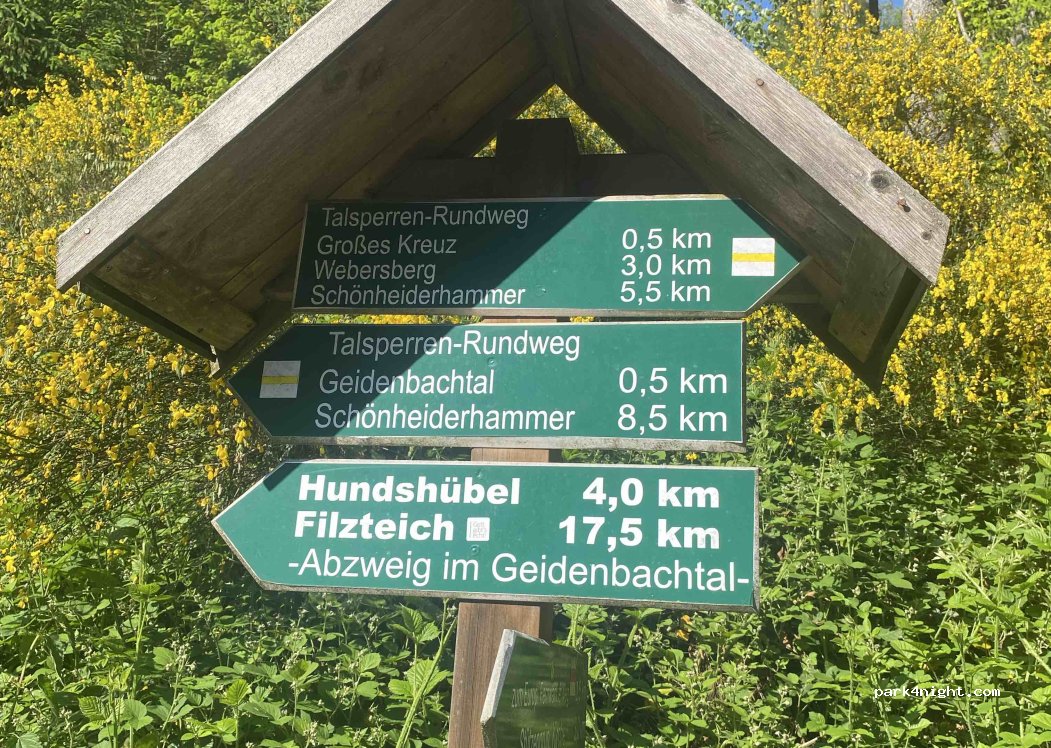 Talsperren-Rundweg
Großes Kreuz 0,5 km
Webersberg 3,0 km
Schönheiderhammer 5,5 km
Talsperren-Rundweg
Geidenbachtal 0,5 km
Schönheiderhammer 8,5 km
Hundshübel 4,0 km
Filzteich 17,5 km
-Abzweig im Geidenbachtal-
park4night.com